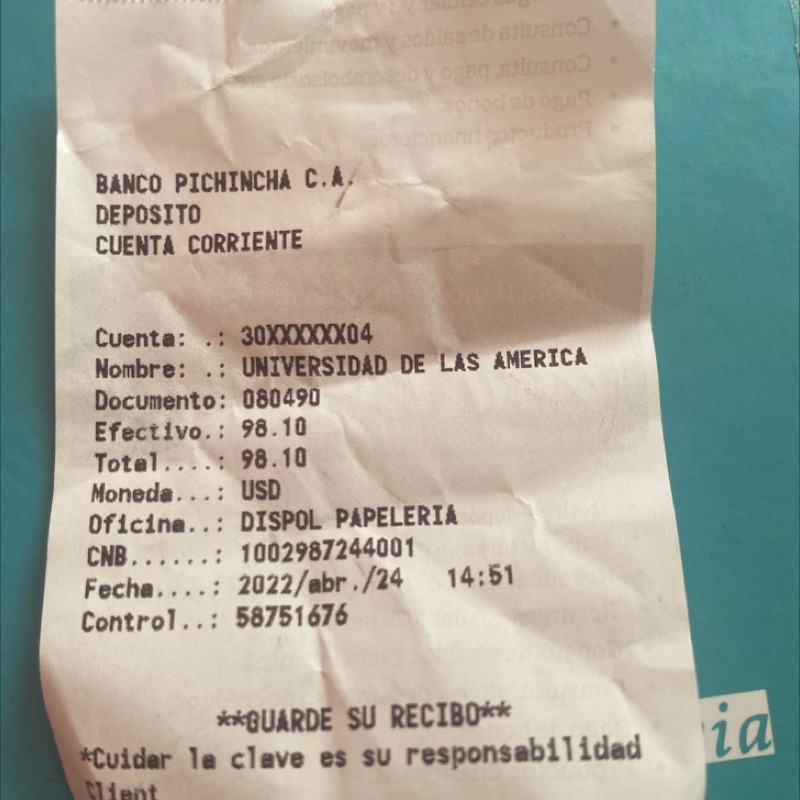 BANCO PICHINCHA C.A.
DEPOSITO
CUENTA CORRIENTE
Cuenta: .: 30XXXXXX04
Nombre: .: UNIVERSIDAD DE LAS AMERICA
Documento: 080490
Efectivo.: 98.10
Total....: 98.10
Moneda...: USD
Oficina..: DISPOL PAPELERIA
CNB......: 1002987244001
Fecha....: 2022/abr./24 14:51
Control..: 58751676
**GUARDE SU RECIBO**
*Cuidar la clave es su responsabilidad
Client
ia